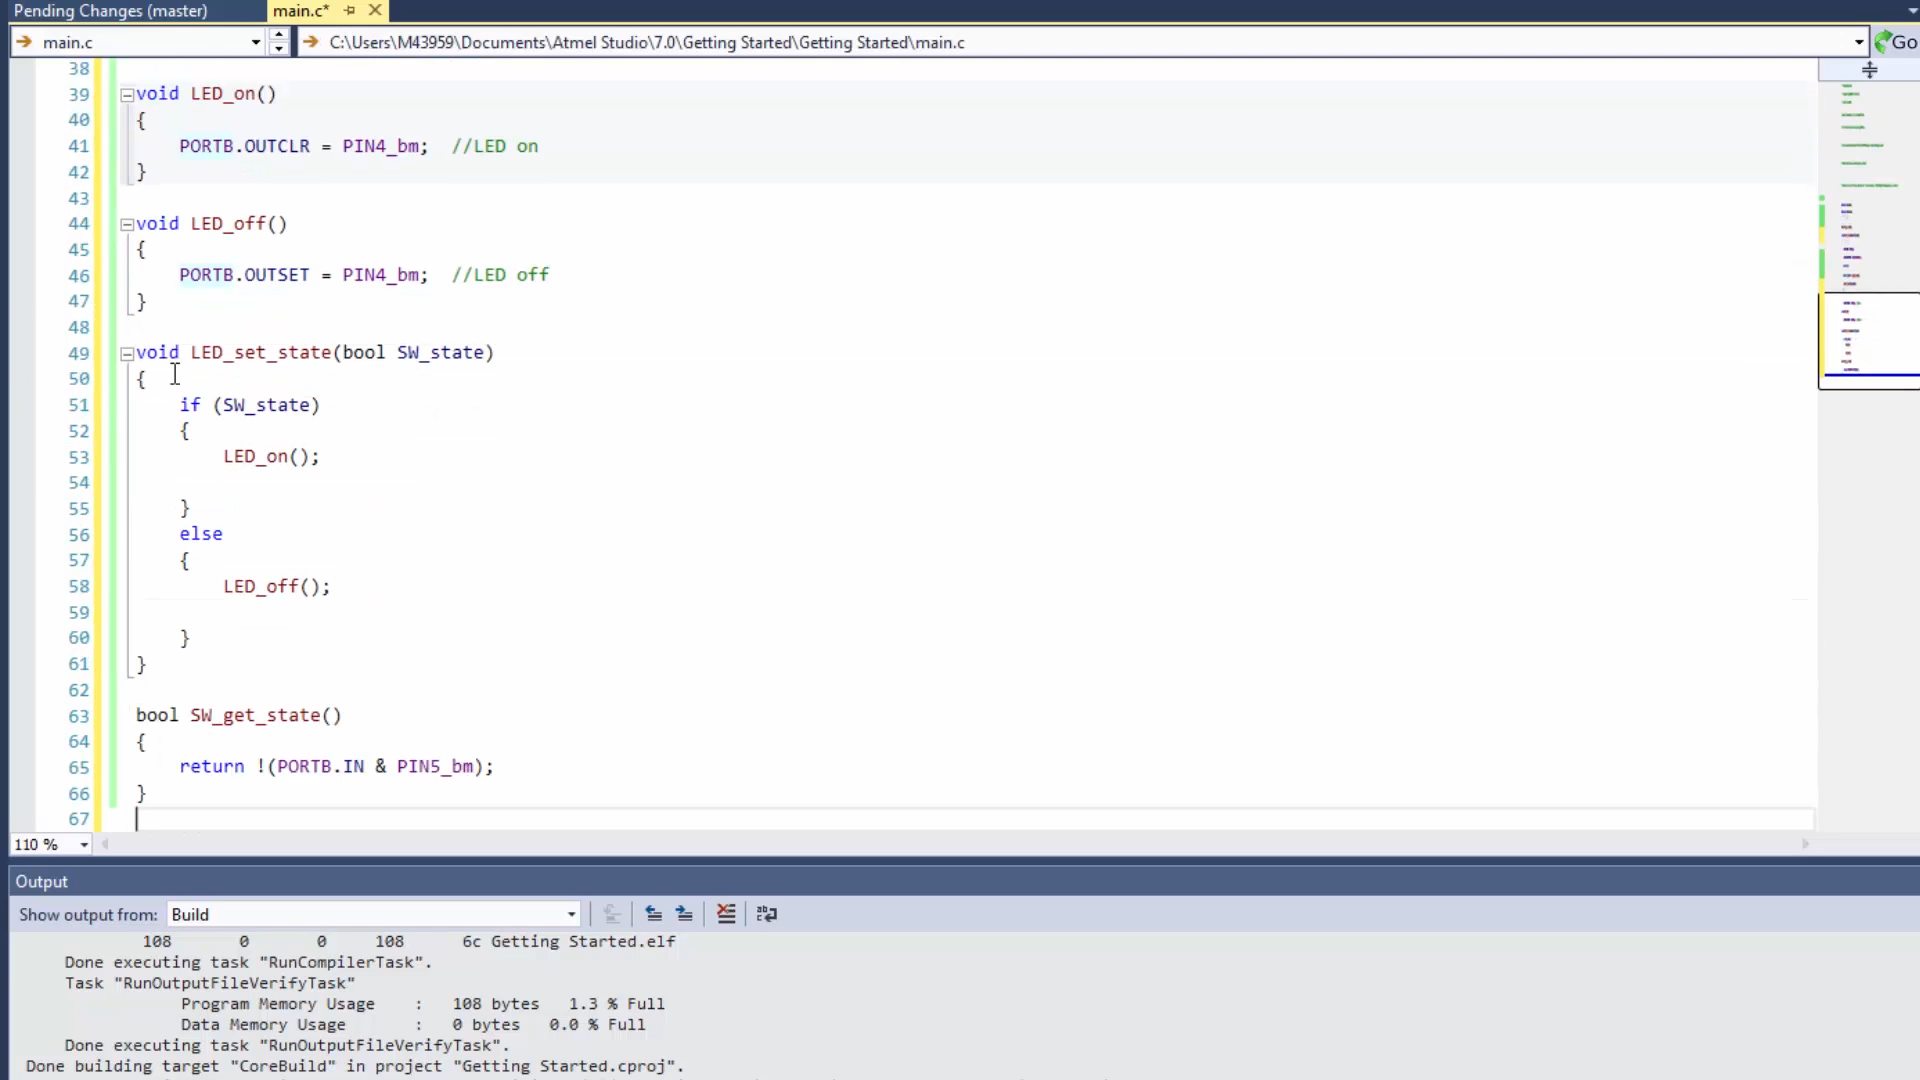 Pending Changes (master) main.c*
main.c C:\Users\M43959\Documents\Atmel Studio\7.0\Getting Started\Getting Started\main.c Go
38
39 void LED_on()
40 {
41 PORTB.OUTCLR = PIN4_bm; //LED on
42 }
43
44 void LED_off()
45 {
46 PORTB.OUTSET = PIN4_bm; //LED off
47 }
48
49 void LED_set_state(bool SW_state)
50 {
51 if (SW_state)
52 {
53 LED_on();
54
55 }
56 else
57 {
58 LED_off();
59
60 }
61 }
62
63 bool SW_get_state()
64 {
65 return !(PORTB.IN & PIN5_bm);
66 }
67
110 %
Output
Show output from: Build
108 0 0 108 6c Getting Started.elf
Done executing task "RunCompilerTask".
Task "RunOutputFileVerifyTask"
Program Memory Usage : 108 bytes 1.3 % Full
Data Memory Usage : 0 bytes 0.0 % Full
Done executing task "RunOutputFileVerifyTask".
Done building target "CoreBuild" in project "Getting Started.cproj".